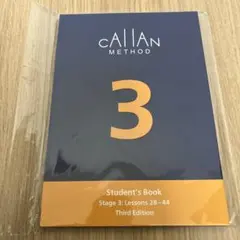 cAllAN
METHOD
3
Student's Book
Stage 3: Lessons 28–44
Third Edition